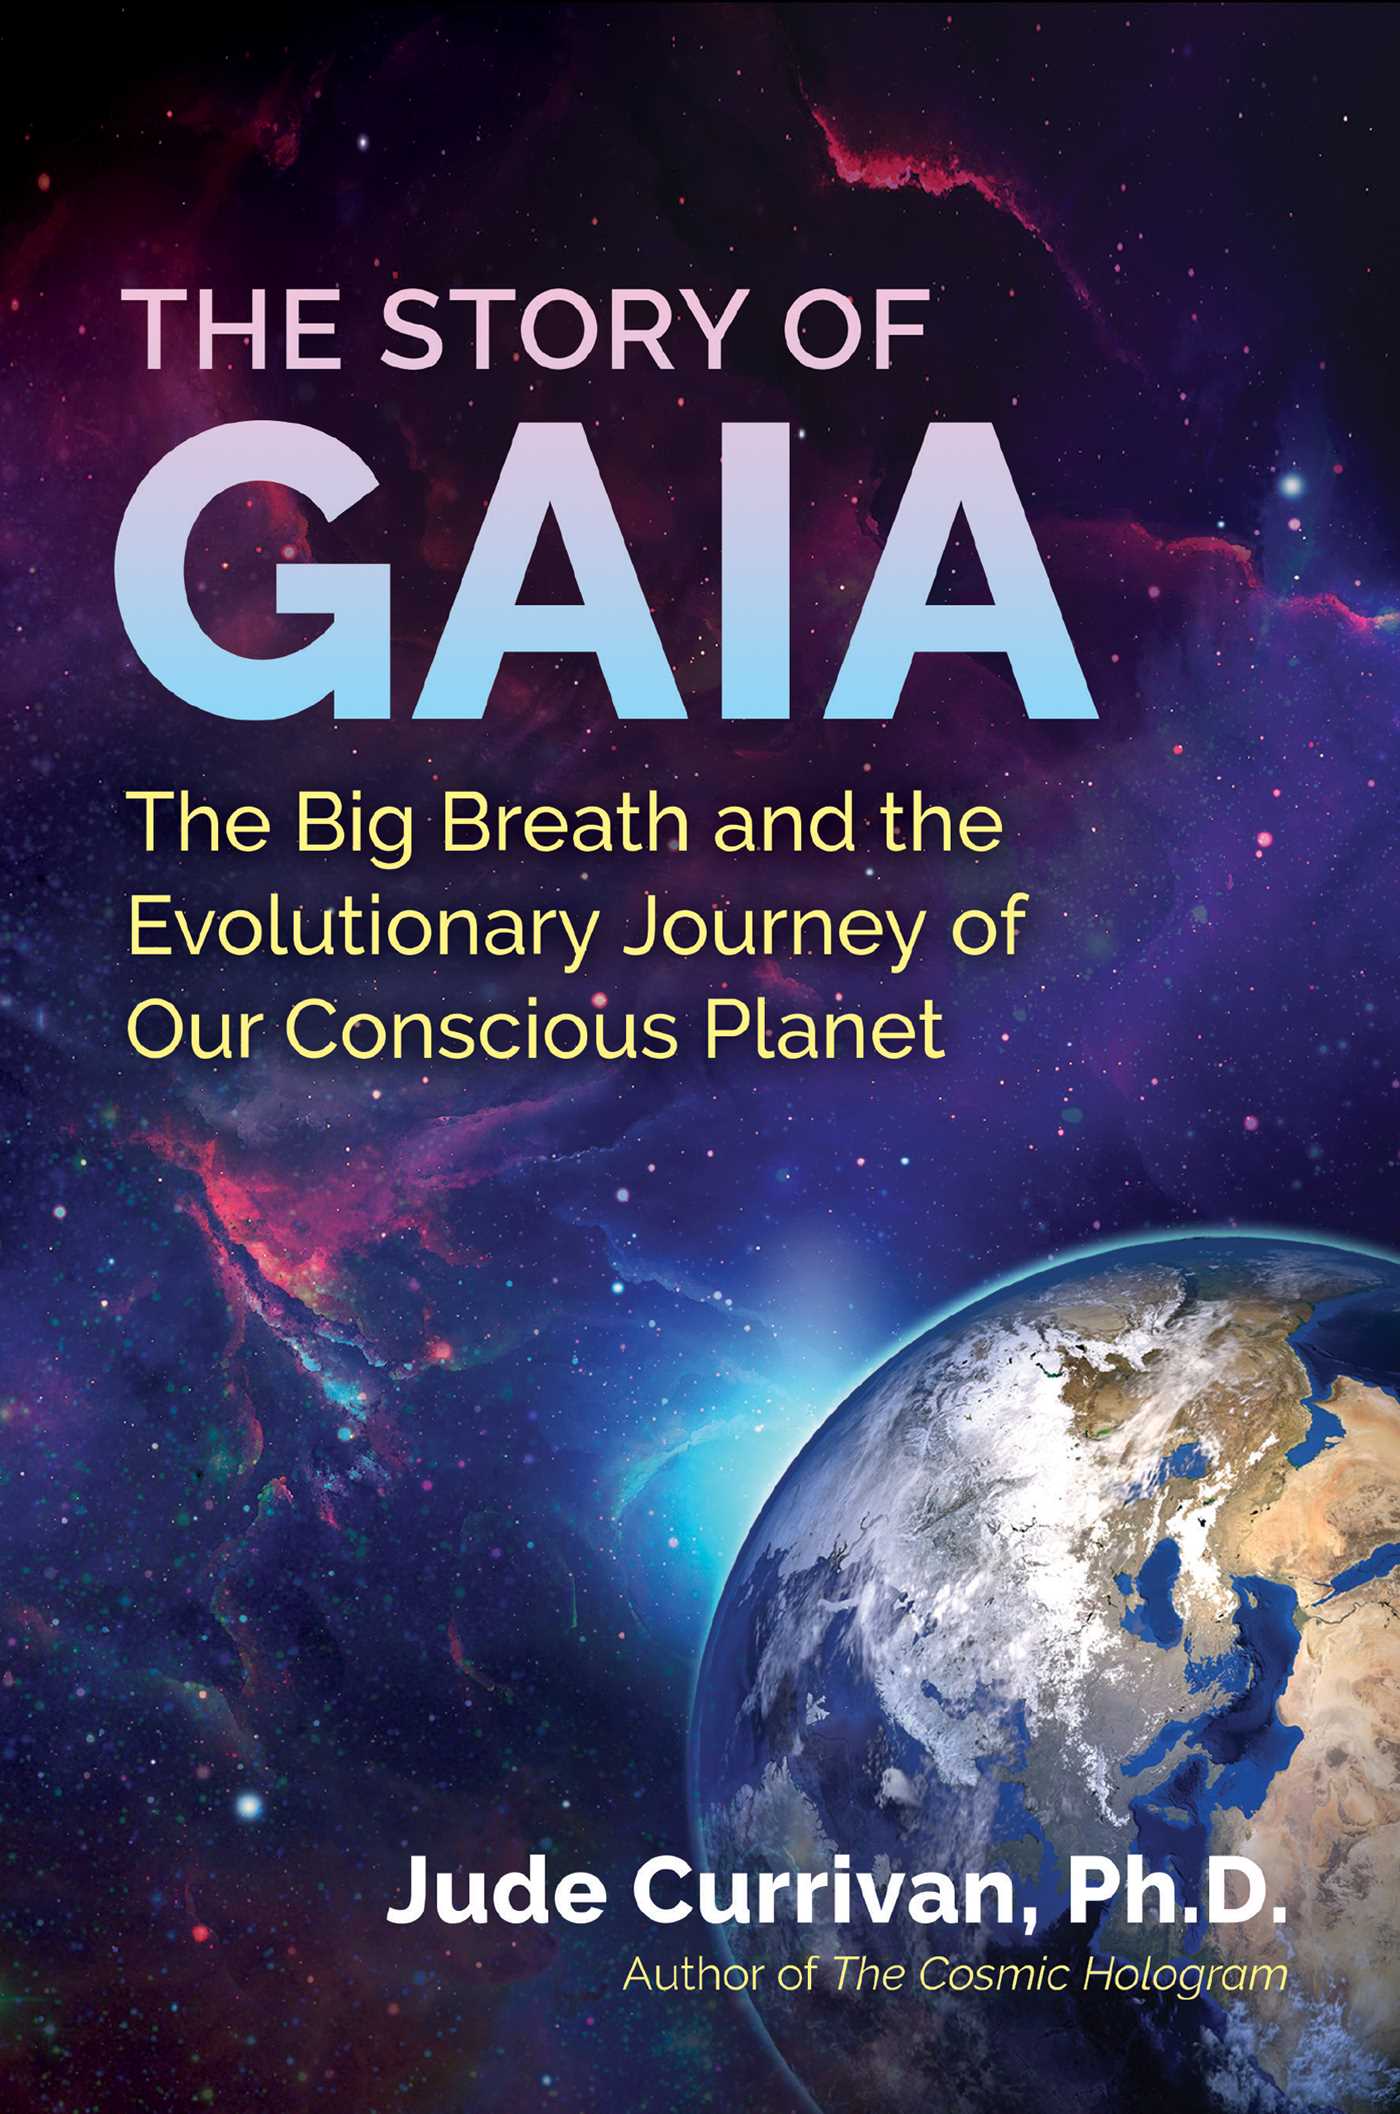 THE STORY OF
GAIA
The Big Breath and the
Evolutionary Journey of
Our Conscious Planet
Jude Currivan, Ph.D.
Author of The Cosmic Hologram